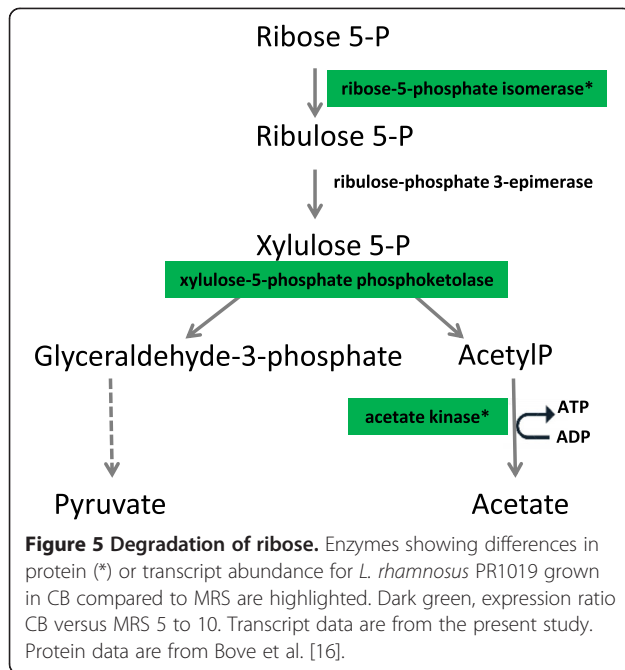 Ribose 5-P
ribose-5-phosphate isomerase*
Ribulose 5-P
ribulose-phosphate 3-epimerase
Xylulose 5-P
xylulose-5-phosphate phosphoketolase
Glyceraldehyde-3-phosphate AcetylP
acetate kinase*
ATP
ADP
Pyruvate Acetate
Figure 5 Degradation of ribose. Enzymes showing differences in
protein (*) or transcript abundance for L. rhamnosus PR1019 grown
in CB compared to MRS are highlighted. Dark green, expression ratio
CB versus MRS 5 to 10. Transcript data are from the present study.
Protein data are from Bove et al. [16].